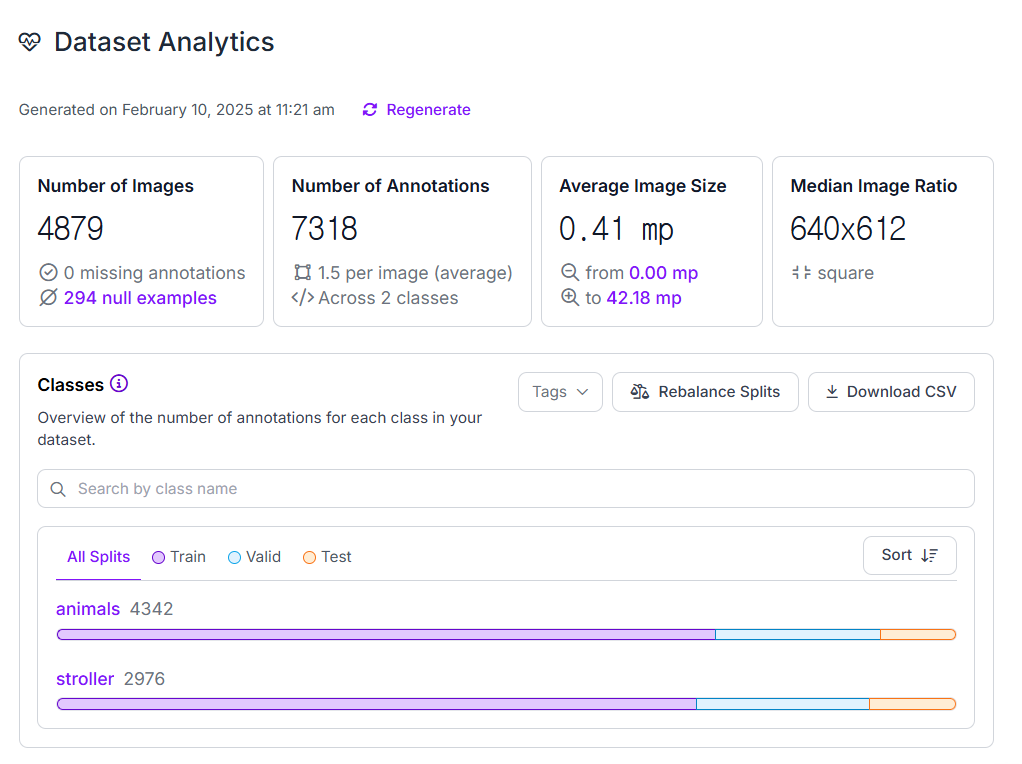 Dataset Analytics
Generated on February 10, 2025 at 11:21 am Regenerate
Number of Images
4879
0 missing annotations
294 null examples
Number of Annotations
7318
1.5 per image (average)
Across 2 classes
Average Image Size
0.41 mp
from 0.00 mp
to 42.18 mp
Median Image Ratio
640x612
square
Classes
Overview of the number of annotations for each class in your
dataset.
Tags
Rebalance Splits
Download CSV
Search by class name
All Splits Train Valid Test
Sort
animals 4342
stroller 2976